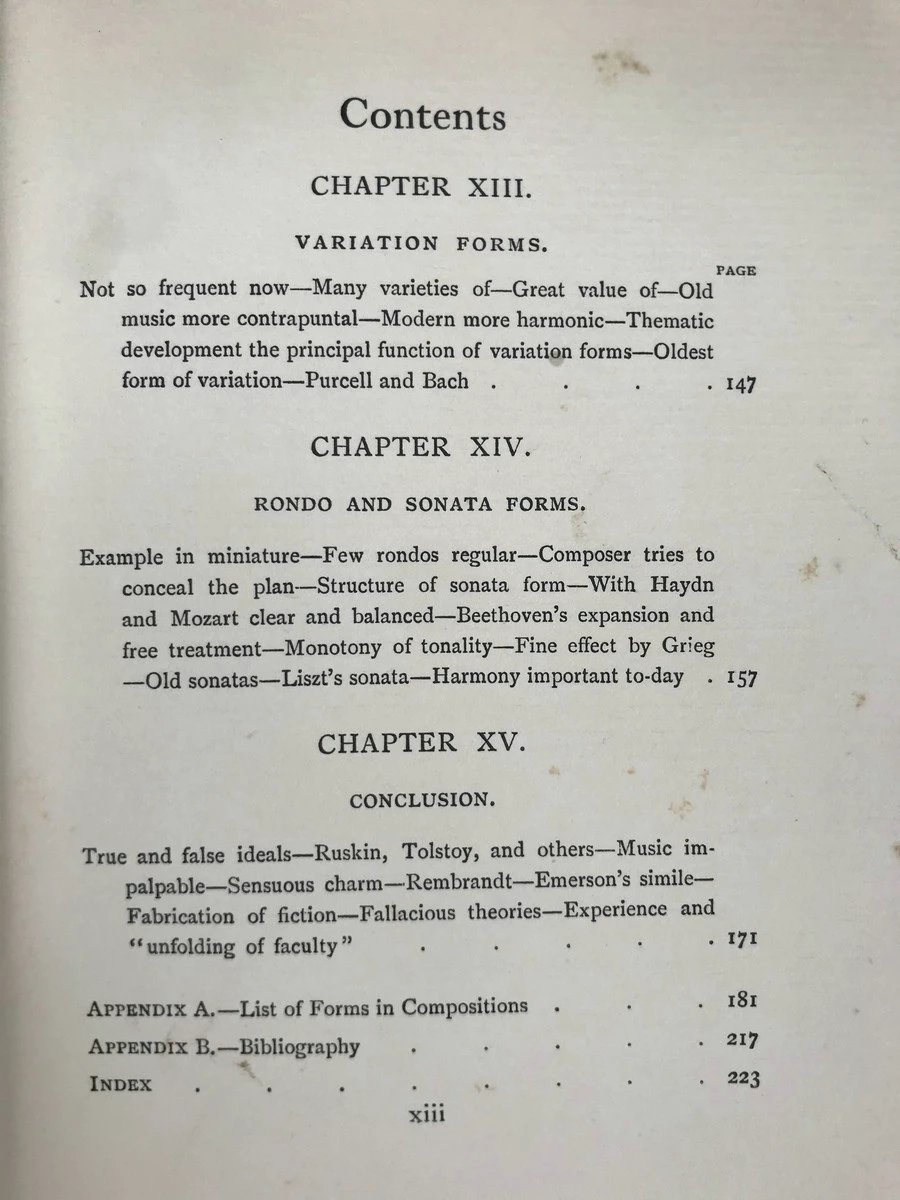 Contents
CHAPTER XIII.
VARIATION FORMS.
PAGE
Not so frequent now—Many varieties of—Great value of—Old
music more contrapuntal—Modern more harmonic—Thematic
development the principal function of variation forms—Oldest
form of variation—Purcell and Bach . . . . 147
CHAPTER XIV.
RONDO AND SONATA FORMS.
Example in miniature—Few rondos regular—Composer tries to
conceal the plan—Structure of sonata form—With Haydn
and Mozart clear and balanced—Beethoven's expansion and
free treatment—Monotony of tonality—Fine effect by Grieg
—Old sonatas—Liszt's sonata—Harmony important to-day . 157
CHAPTER XV.
CONCLUSION.
True and false ideals—Ruskin, Tolstoy, and others—Music im-
palpable—Sensuous charm—Rembrandt—Emerson's simile—
Fabrication of fiction—Fallacious theories—Experience and
"unfolding of faculty" . . . . . 171
APPENDIX A.—List of Forms in Compositions . . . 181
APPENDIX B.—Bibliography . . . . . 217
INDEX . . . . . . . . 223
xiii